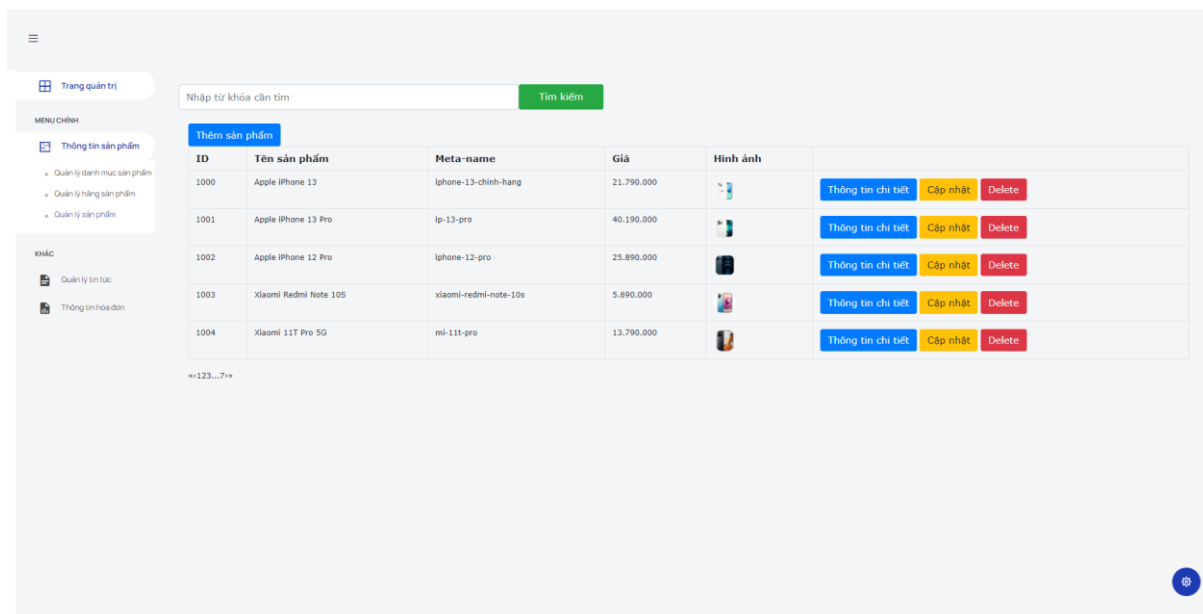 Trang quản trị
Nhập từ khóa cần tìm
Tìm kiếm
MENU CHÍNH
Thông tin sản phẩm
Quản lý danh mục sản phẩm
Quản lý hãng sản phẩm
Quản lý sản phẩm
KHÁC
Quản lý tin tức
Thông tin hóa đơn
Thêm sản phẩm
ID Tên sản phẩm Meta-name Giá Hình ảnh
1000 Apple iPhone 13 iphone-13-chinh-hang 21.790.000 Thông tin chi tiết Cập nhật Delete
1001 Apple iPhone 13 Pro ip-13-pro 40.190.000 Thông tin chi tiết Cập nhật Delete
1002 Apple iPhone 12 Pro iphone-12-pro 25.890.000 Thông tin chi tiết Cập nhật Delete
1003 Xiaomi Redmi Note 10S xiaomi-redmi-note-10s 5.690.000 Thông tin chi tiết Cập nhật Delete
1004 Xiaomi 11T Pro 5G mi-11t-pro 13.790.000 Thông tin chi tiết Cập nhật Delete
«‹123...7›»